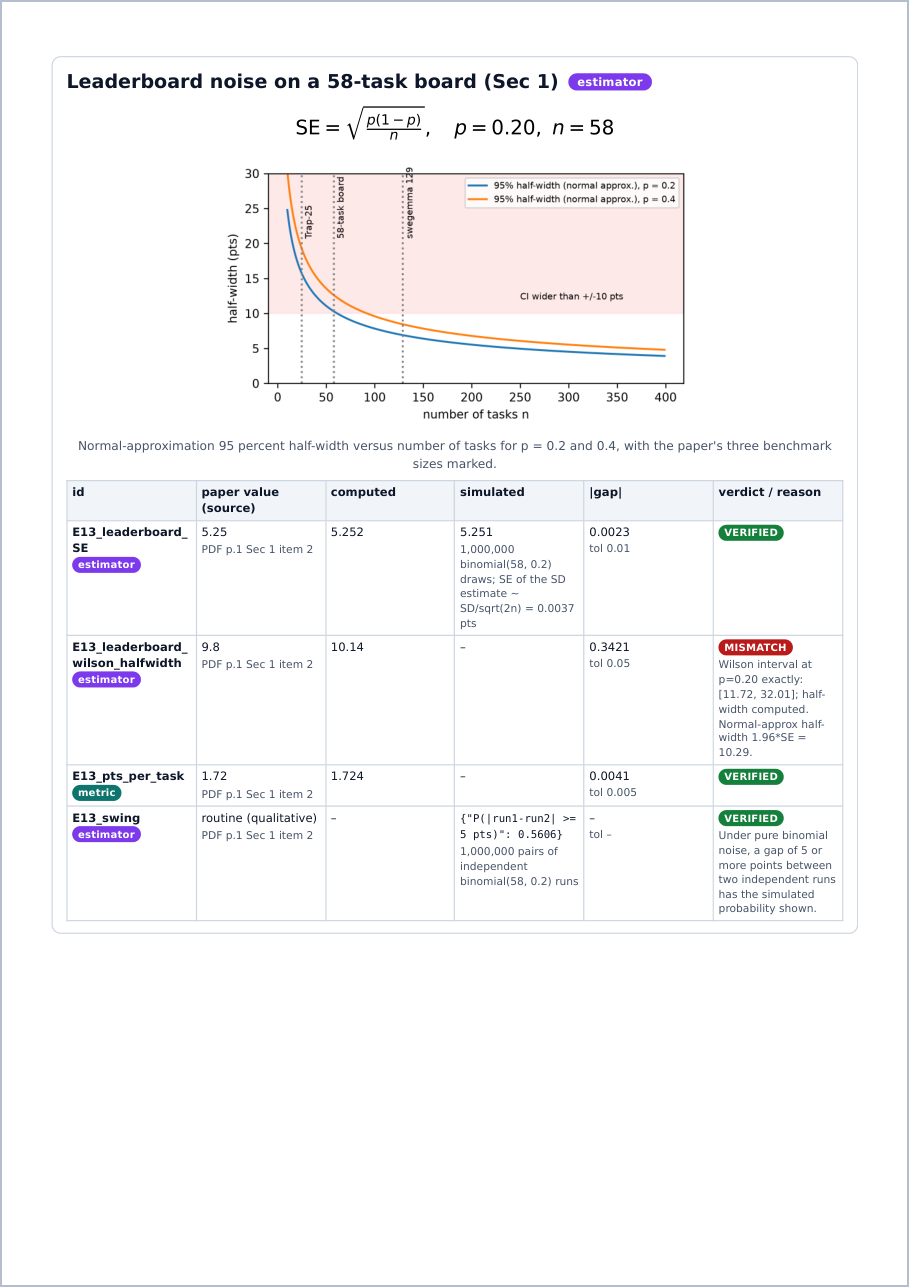 Leaderboard noise on a 58-task board (Sec 1) estimator
SE = √(p(1 − p)/n), p = 0.20, n = 58
30
25
20
15
10
5
0
half-width (pts)
Trap-25
58-task board
swegemma 129
95% half-width (normal approx.), p = 0.2
95% half-width (normal approx.), p = 0.4
CI wider than +/-10 pts
0 50 100 150 200 250 300 350 400
number of tasks n
Normal-approximation 95 percent half-width versus number of tasks for p = 0.2 and 0.4, with the paper's three benchmark
sizes marked.
id
paper value
(source)
computed
simulated
|gap|
verdict / reason
E13_leaderboard_
SE
estimator
5.25
PDF p.1 Sec 1 item 2
5.252
5.251
1,000,000
binomial(58, 0.2)
draws; SE of the SD
estimate ~
SD/sqrt(2n) = 0.0037
pts
0.0023
tol 0.01
VERIFIED
E13_leaderboard_
wilson_halfwidth
estimator
9.8
PDF p.1 Sec 1 item 2
10.14
–
0.3421
tol 0.05
MISMATCH
Wilson interval at
p=0.20 exactly:
[11.72, 32.01]; half-
width computed.
Normal-approx half-
width 1.96*SE =
10.29.
E13_pts_per_task
metric
1.72
PDF p.1 Sec 1 item 2
1.724
–
0.0041
tol 0.005
VERIFIED
E13_swing
estimator
routine (qualitative)
PDF p.1 Sec 1 item 2
–
{"P(|run1-run2| >=
5 pts)": 0.5606}
1,000,000 pairs of
independent
binomial(58, 0.2) runs
–
tol –
VERIFIED
Under pure binomial
noise, a gap of 5 or
more points between
two independent runs
has the simulated
probability shown.